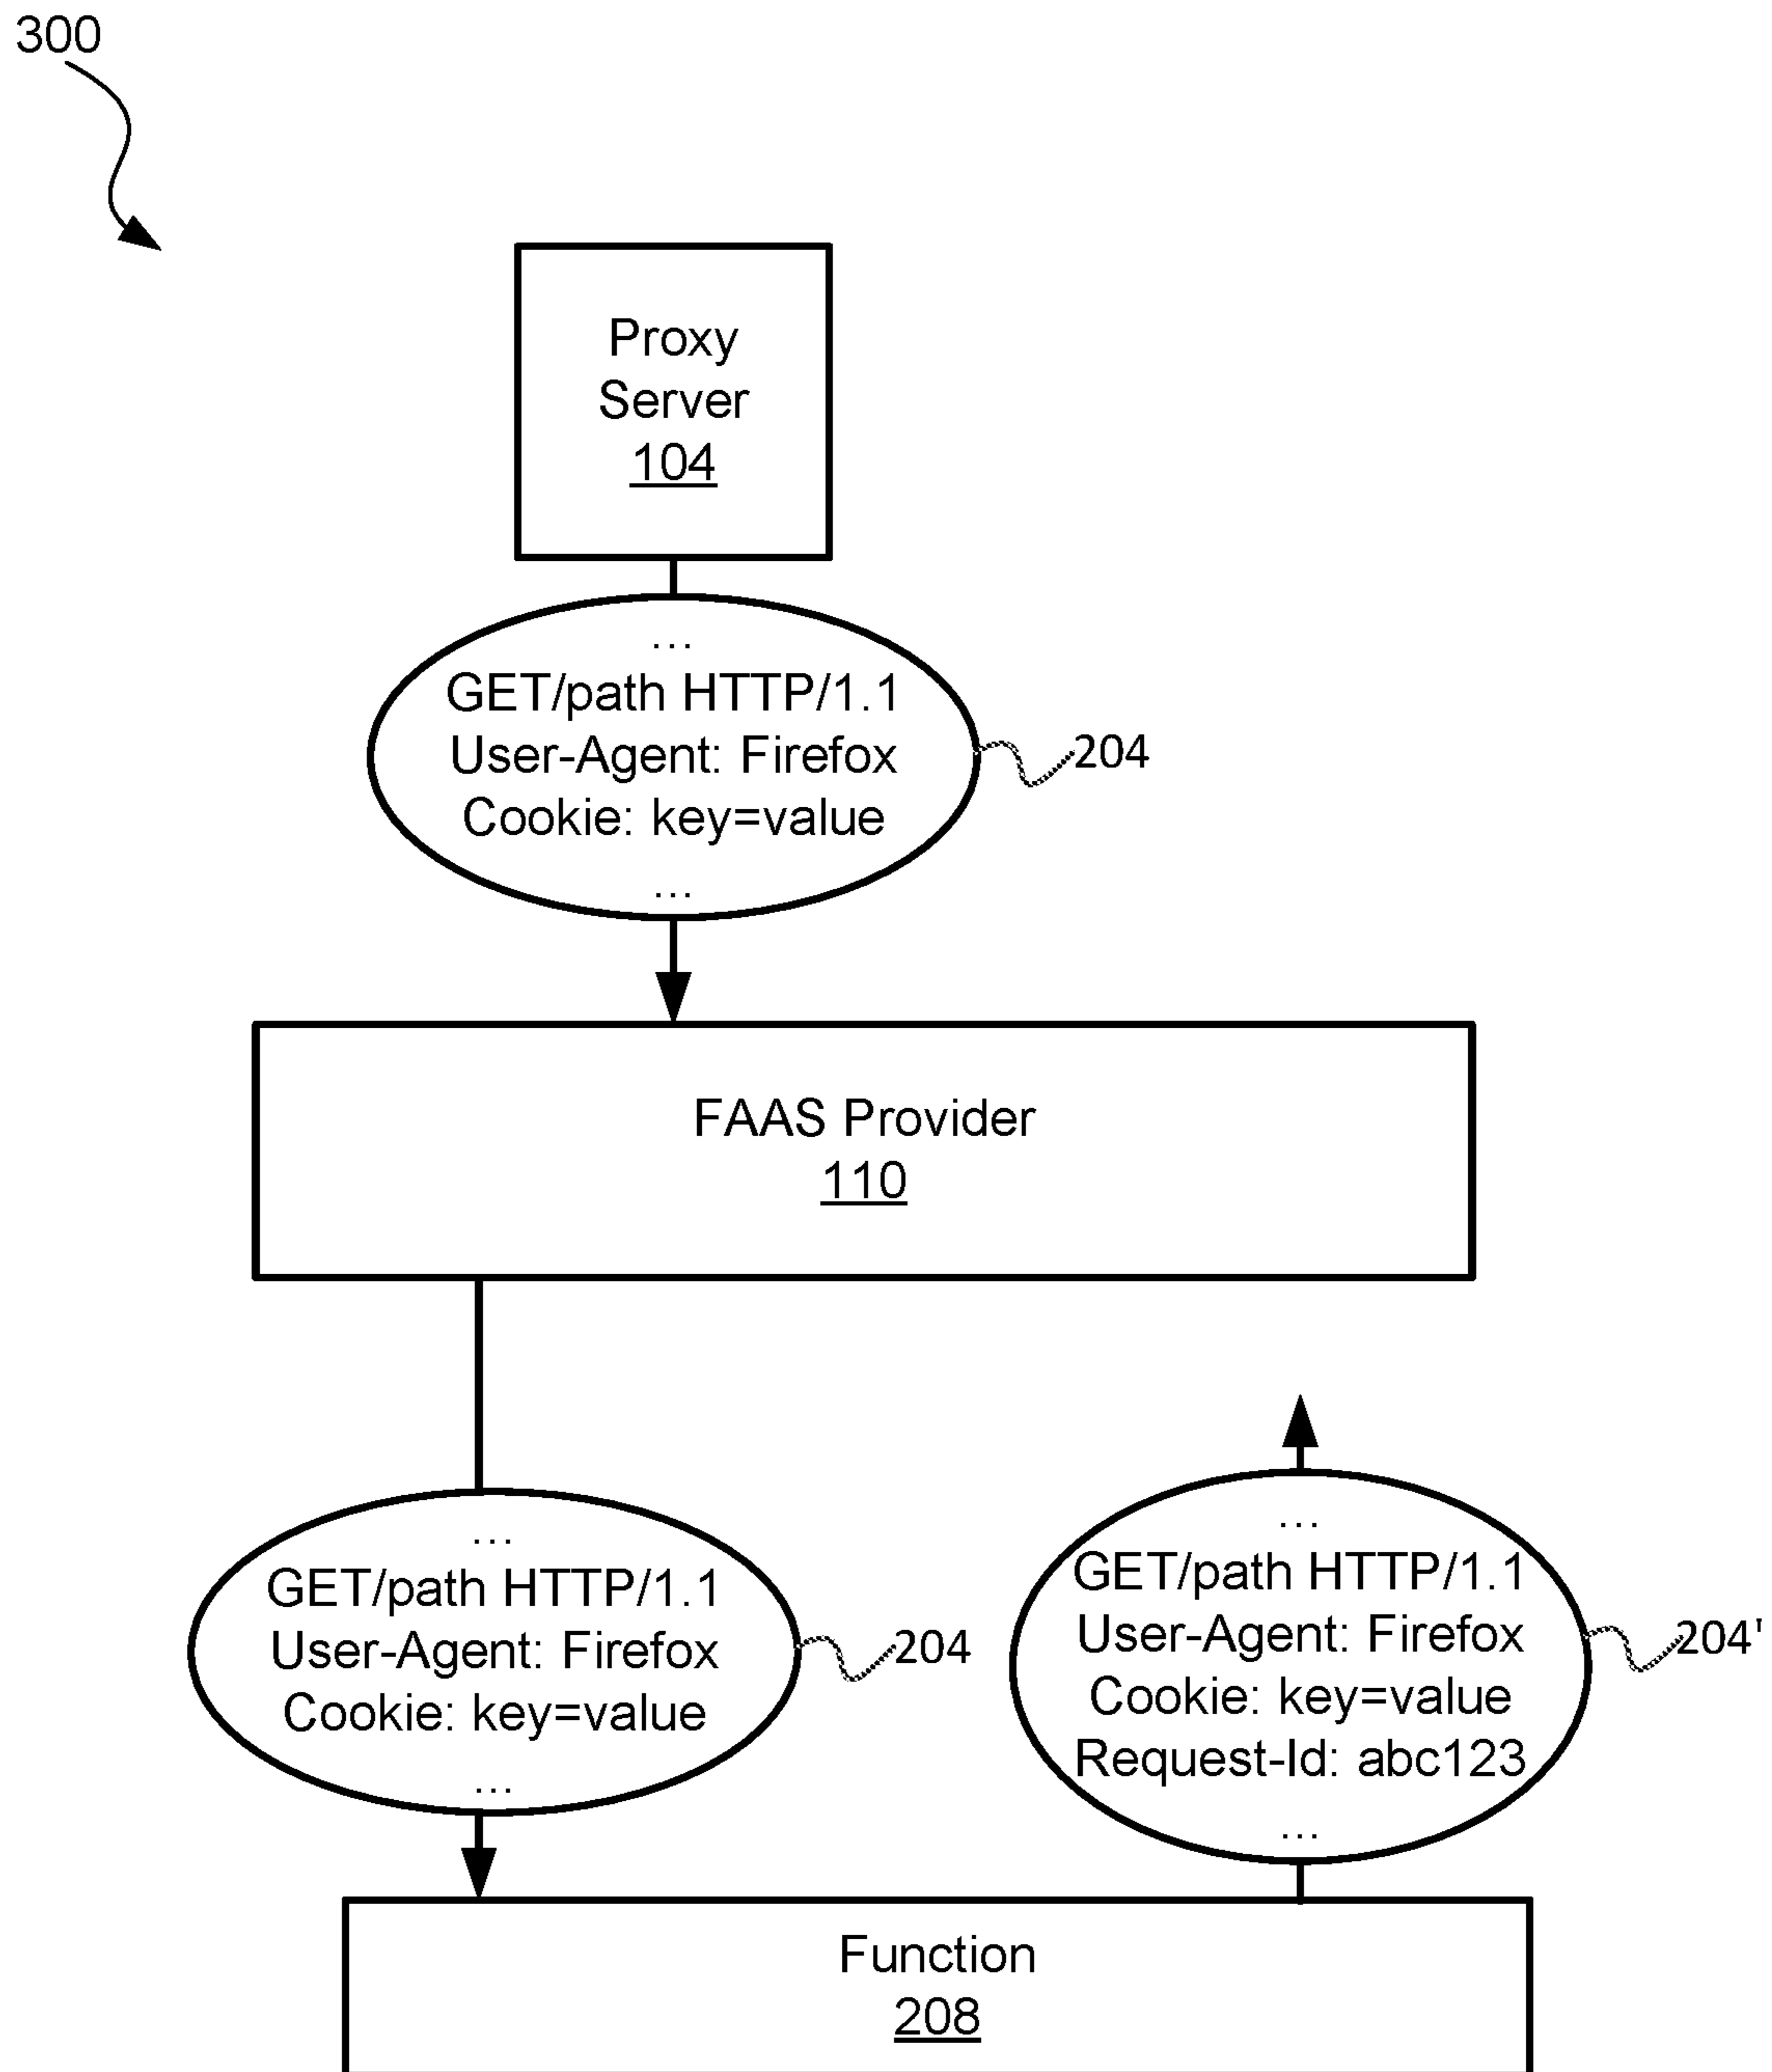 300
Proxy
Server
104
...
GET/path HTTP/1.1
User-Agent: Firefox
Cookie: key=value
...
204
FAAS Provider
110
...
GET/path HTTP/1.1
User-Agent: Firefox
Cookie: key=value
...
204
...
GET/path HTTP/1.1
User-Agent: Firefox
Cookie: key=value
Request-Id: abc123
...
204'
Function
208